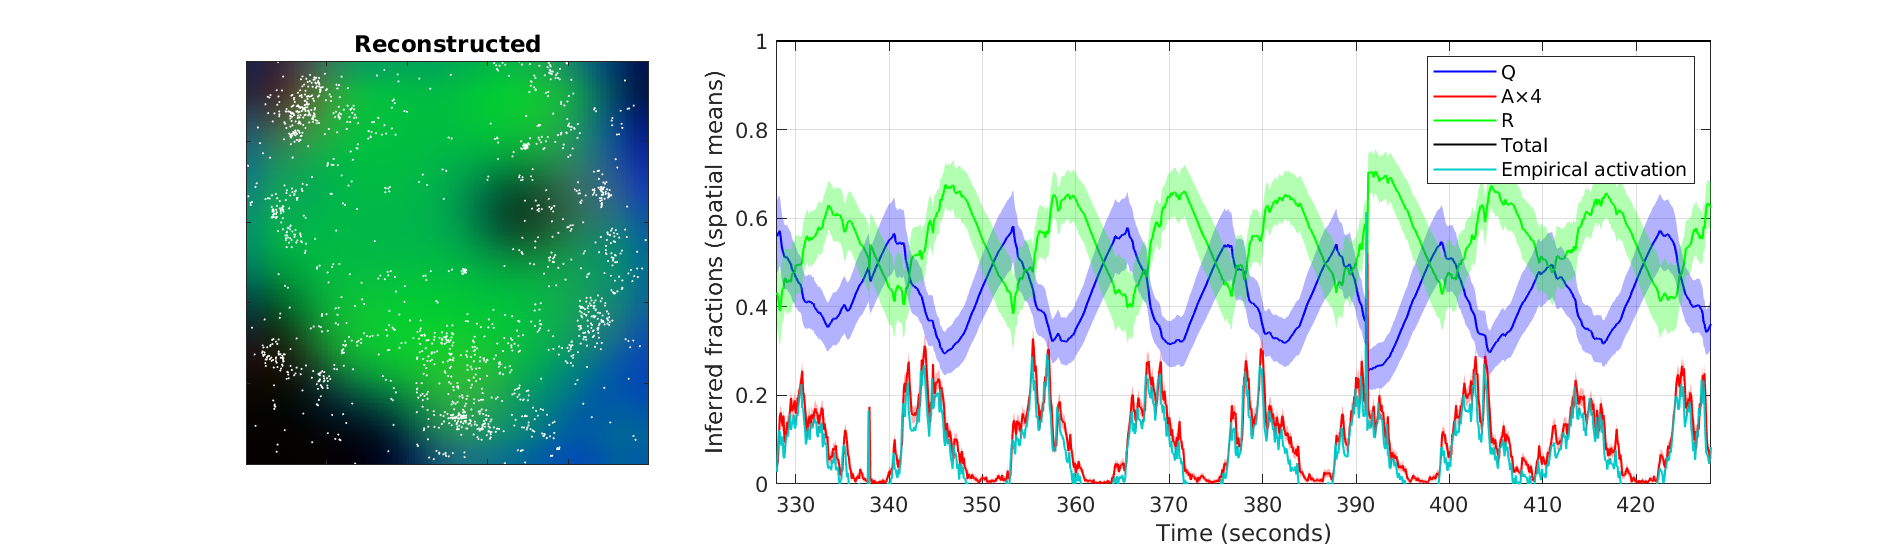 Reconstructed
Inferred fractions (spatial means)
1
0.8
0.6
0.4
0.2
0
Q
A×4
R
Total
Empirical activation
330 340 350 360 370 380 390 400 410 420
Time (seconds)